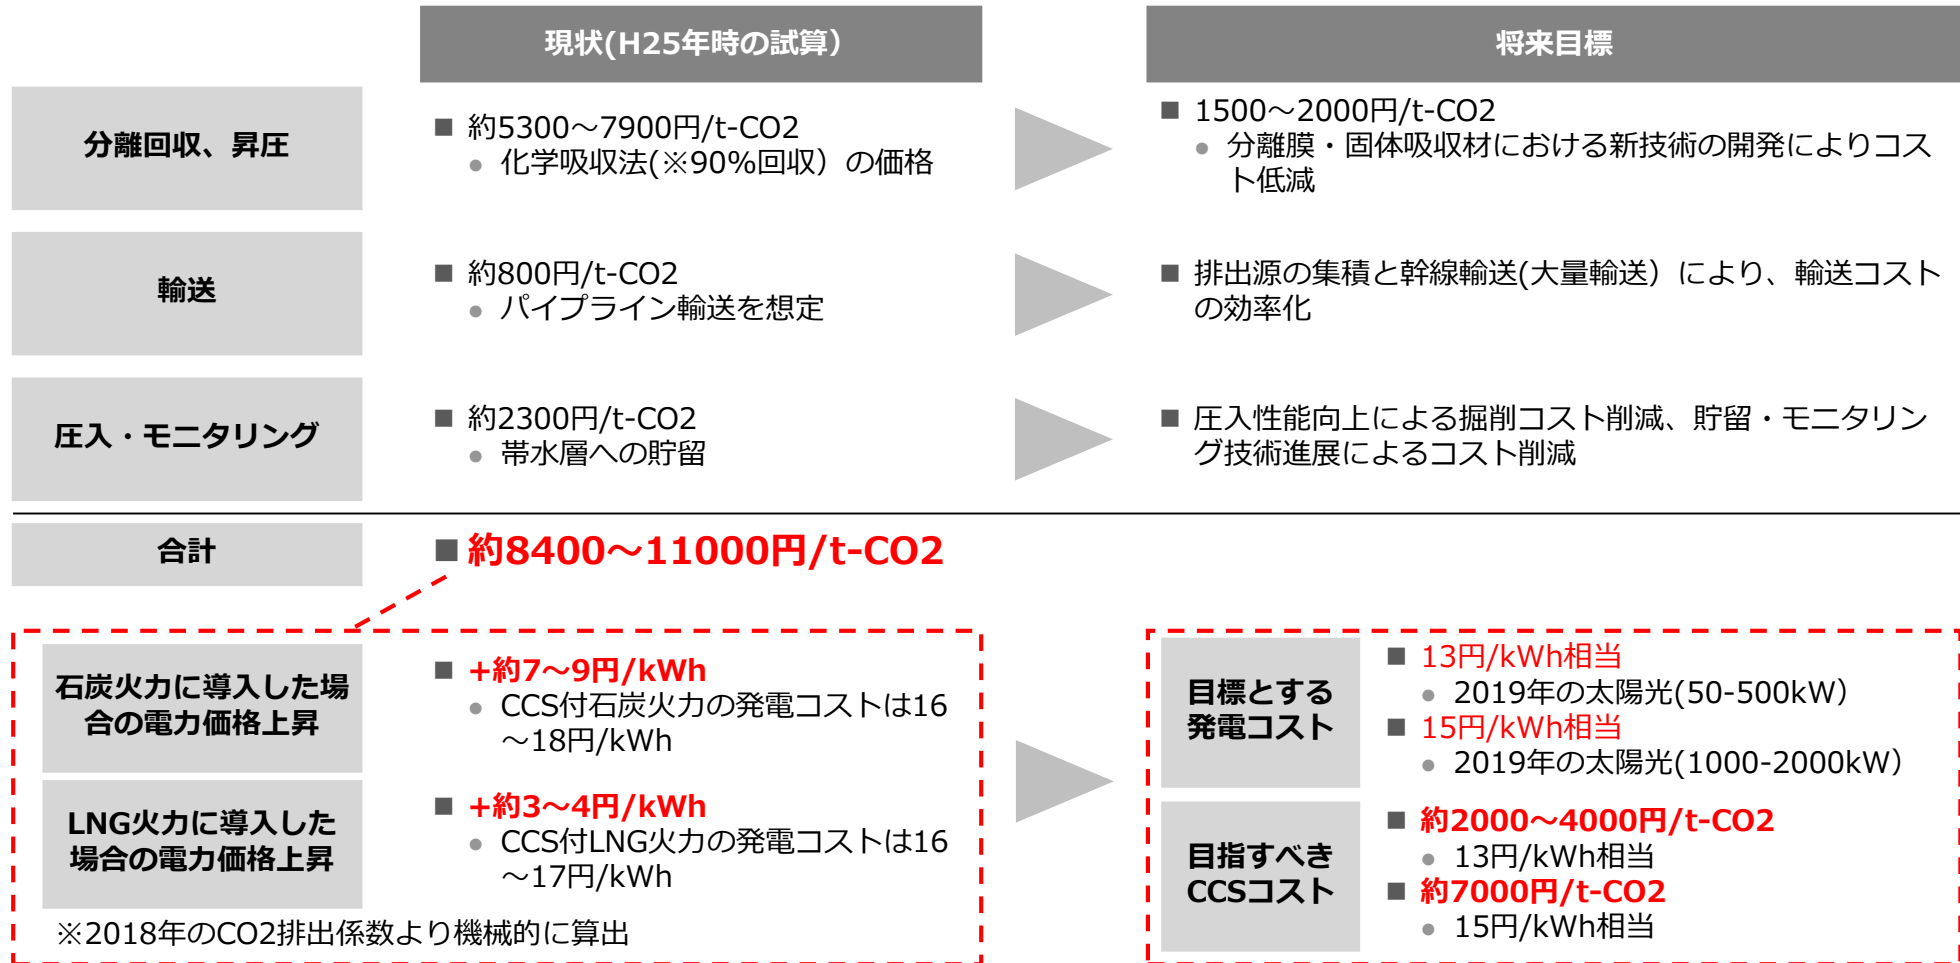 現状(H25年時の試算）
将来目標
分離回収、昇圧
■ 約5300～7900円/t-CO2
● 化学吸収法(※90%回収）の価格
■ 1500～2000円/t-CO2
● 分離膜・固体吸収材における新技術の開発によりコス
ト低減
輸送
■ 約800円/t-CO2
● パイプライン輸送を想定
■ 排出源の集積と幹線輸送(大量輸送）により、輸送コスト
の効率化
圧入・モニタリング
■ 約2300円/t-CO2
● 帯水層への貯留
■ 圧入性能向上による掘削コスト削減、貯留・モニタリン
グ技術進展によるコスト削減
合計
■ 約8400～11000円/t-CO2
石炭火力に導入した場
合の電力価格上昇
■ +約7～9円/kWh
● CCS付石炭火力の発電コストは16
～18円/kWh
LNG火力に導入した
場合の電力価格上昇
■ +約3～4円/kWh
● CCS付LNG火力の発電コストは16
～17円/kWh
※2018年のCO2排出係数より機械的に算出
目標とする
発電コスト
■ 13円/kWh相当
● 2019年の太陽光(50-500kW）
■ 15円/kWh相当
● 2019年の太陽光(1000-2000kW）
目指すべき
CCSコスト
■ 約2000～4000円/t-CO2
● 13円/kWh相当
■ 約7000円/t-CO2
● 15円/kWh相当